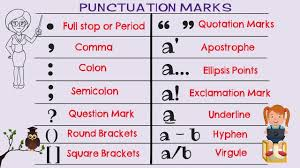 PUNCTUATION MARKS
. Full stop or Period
“ ” Quotation Marks
, Comma
a' Apostrophe
: Colon
a... Ellipsis Points
; Semicolon
a! Exclamation Mark
? Question Mark
a Underline
() Round Brackets
a - b Hyphen
[] Square Brackets
a/b Virgule